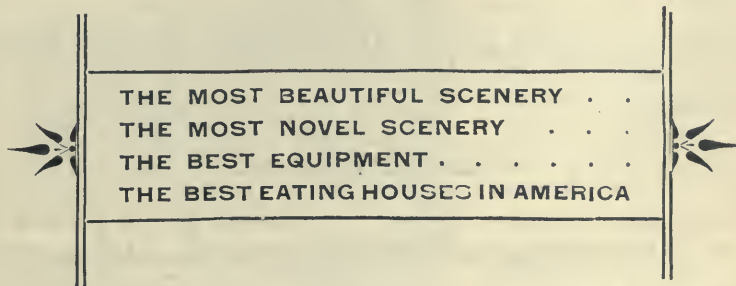 THE MOST BEAUTIFUL SCENERY . .
THE MOST NOVEL SCENERY . . .
THE BEST EQUIPMENT . . . . . .
THE BEST EATING HOUSES IN AMERICA